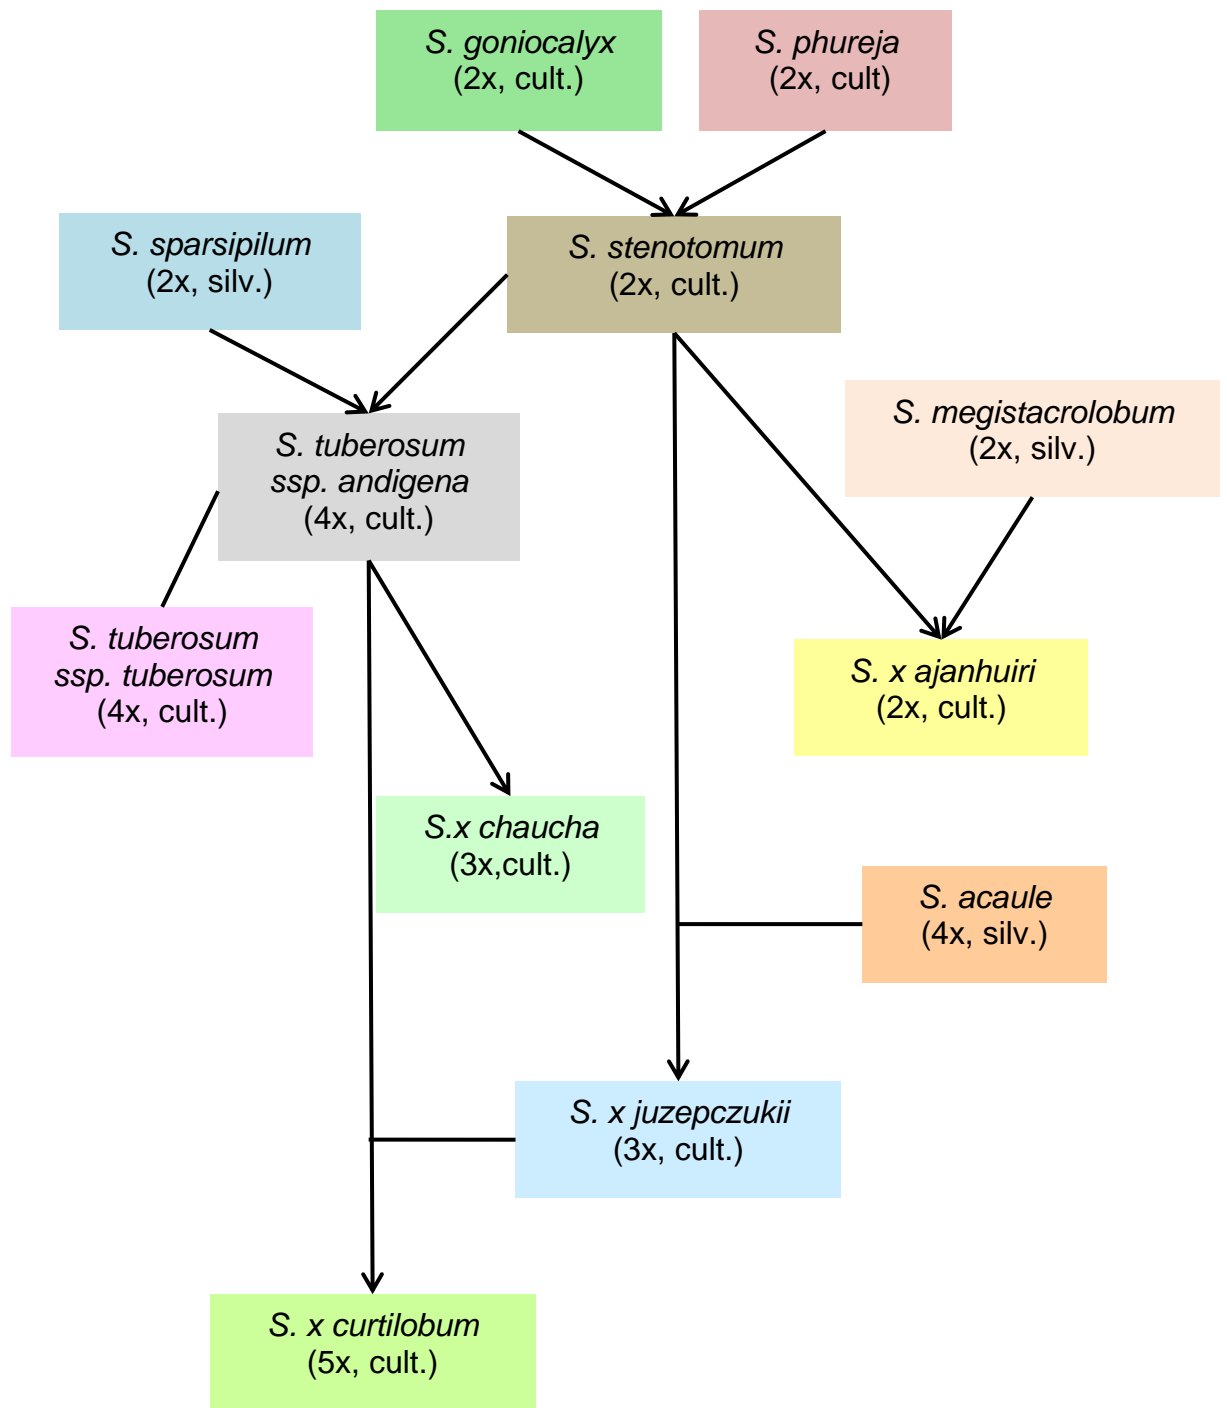 S. goniocalyx
(2x, cult.)
S. phureja
(2x, cult)
S. sparsipilum
(2x, silv.)
S. stenotomum
(2x, cult.)
S. megistacrolobum
(2x, silv.)
S. tuberosum
ssp. andigena
(4x, cult.)
S. tuberosum
ssp. tuberosum
(4x, cult.)
S. x ajanhuiri
(2x, cult.)
S.x chaucha
(3x,cult.)
S. acaule
(4x, silv.)
S. x juzepczukii
(3x, cult.)
S. x curtilobum
(5x, cult.)